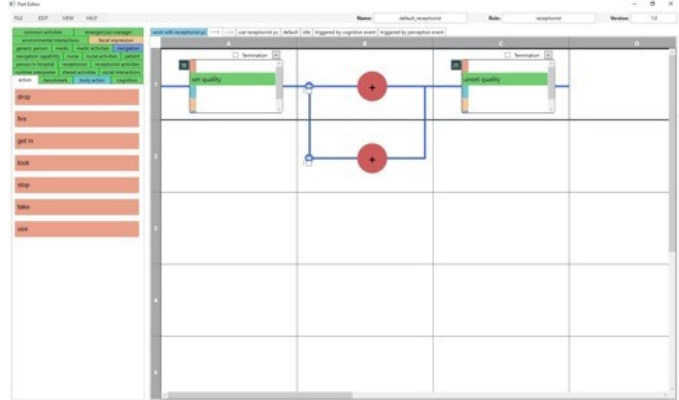 Part Editor
FILE EDIT VIEW HELP
Name: default_receptionist Role: receptionist Version: 1.0
common activities emergencies manager
environmental interactions facial expression
generic person medic medic activities navigation
navigation capability nurse nurse activities patient
person in hospital receptionist receptionist activities
runtime interpreter shared activities social interactions
action benchmark body action cognition
work with receptionist pc use receptionist pc default idle triggered by cognition event triggered by perception event
A B C D
drop
fire
get in
look
stop
take
use
Termination Termination
1 set quality + unset quality
2 +
3
4
5